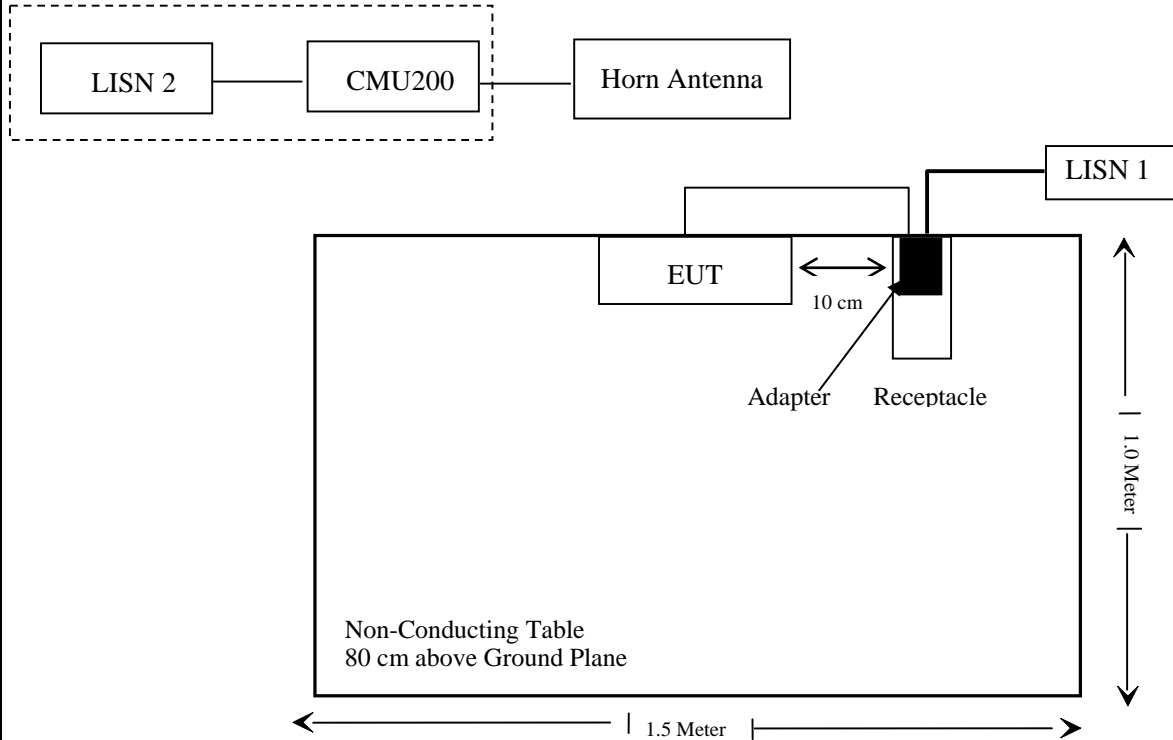 LISN 2
CMU200
Horn Antenna
LISN 1
EUT
10 cm
Adapter
Receptacle
1.0 Meter
Non-Conducting Table
80 cm above Ground Plane
1.5 Meter